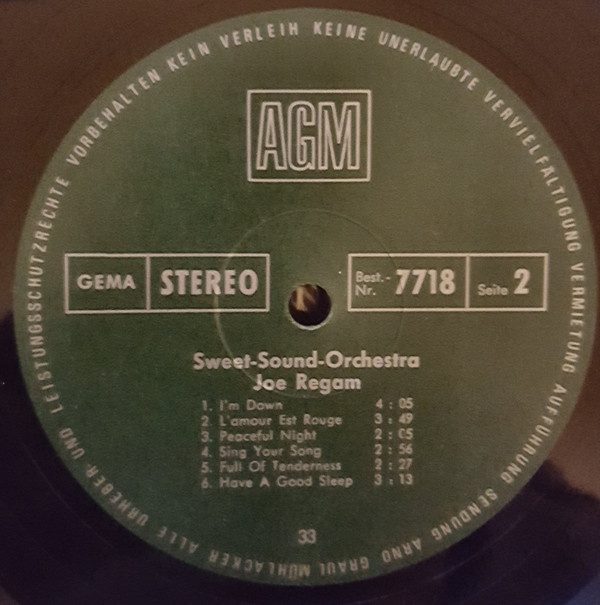 LEISTUNGSSCHUTZRECHTE VORBEHALTEN KEIN VERLEIH KEINE UNERLAUBTE VERVIELFÄLTIGUNG VERMIETUNG AUFFÜHRUNG SENDUNG ARNO GRAUL MÜHLACKER ALLE URHEBER UND
AGM
GEMA STEREO
Best.-Nr. 7718 Seite 2
Sweet-Sound-Orchestra
Joe Regam
1. I'm Down 4 : 05
2. L'amour Est Rouge 3 : 49
3. Peaceful Night 2 : 05
4. Sing Your Song 2 : 56
5. Full Of Tenderness 2 : 27
6. Have A Good Sleep 3 : 13
33